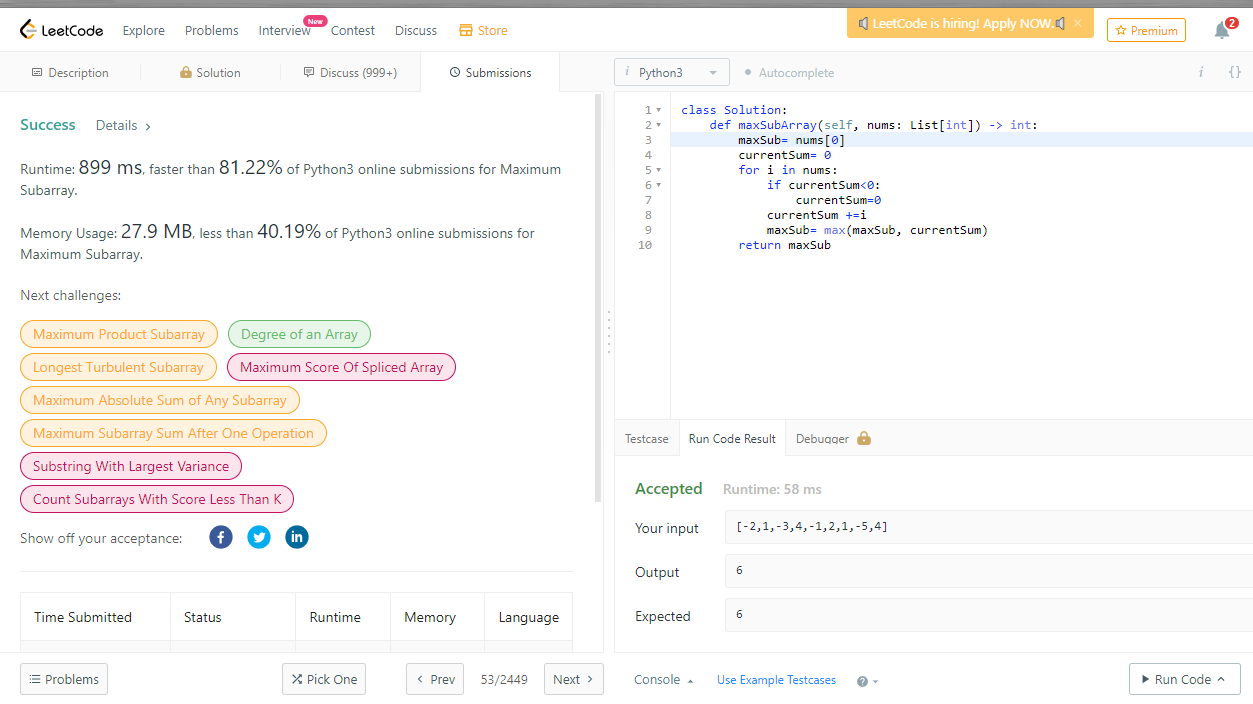 LeetCode Explore Problems Interview New Contest Discuss Store LeetCode is hiring! Apply NOW. × Premium 2
Description Solution Discuss (999+) Submissions
i Python3 Autocomplete i {}
Success Details >
Runtime: 899 ms, faster than 81.22% of Python3 online submissions for Maximum
Subarray.
Memory Usage: 27.9 MB, less than 40.19% of Python3 online submissions for
Maximum Subarray.
Next challenges:
Maximum Product Subarray Degree of an Array
Longest Turbulent Subarray Maximum Score Of Spliced Array
Maximum Absolute Sum of Any Subarray
Maximum Subarray Sum After One Operation
Substring With Largest Variance
Count Subarrays With Score Less Than K
Show off your acceptance: f in
Time Submitted Status Runtime Memory Language
Problems Pick One < Prev 53/2449 Next >
1 class Solution:
2 def maxSubArray(self, nums: List[int]) -> int:
3 maxSub= nums[0]
4 currentSum= 0
5 for i in nums:
6 if currentSum<0:
7 currentSum=0
8 currentSum +=i
9 maxSub= max(maxSub, currentSum)
10 return maxSub
Testcase Run Code Result Debugger
Accepted Runtime: 58 ms
Your input [-2,1,-3,4,-1,2,1,-5,4]
Output 6
Expected 6
Console Use Example Testcases ? Run Code